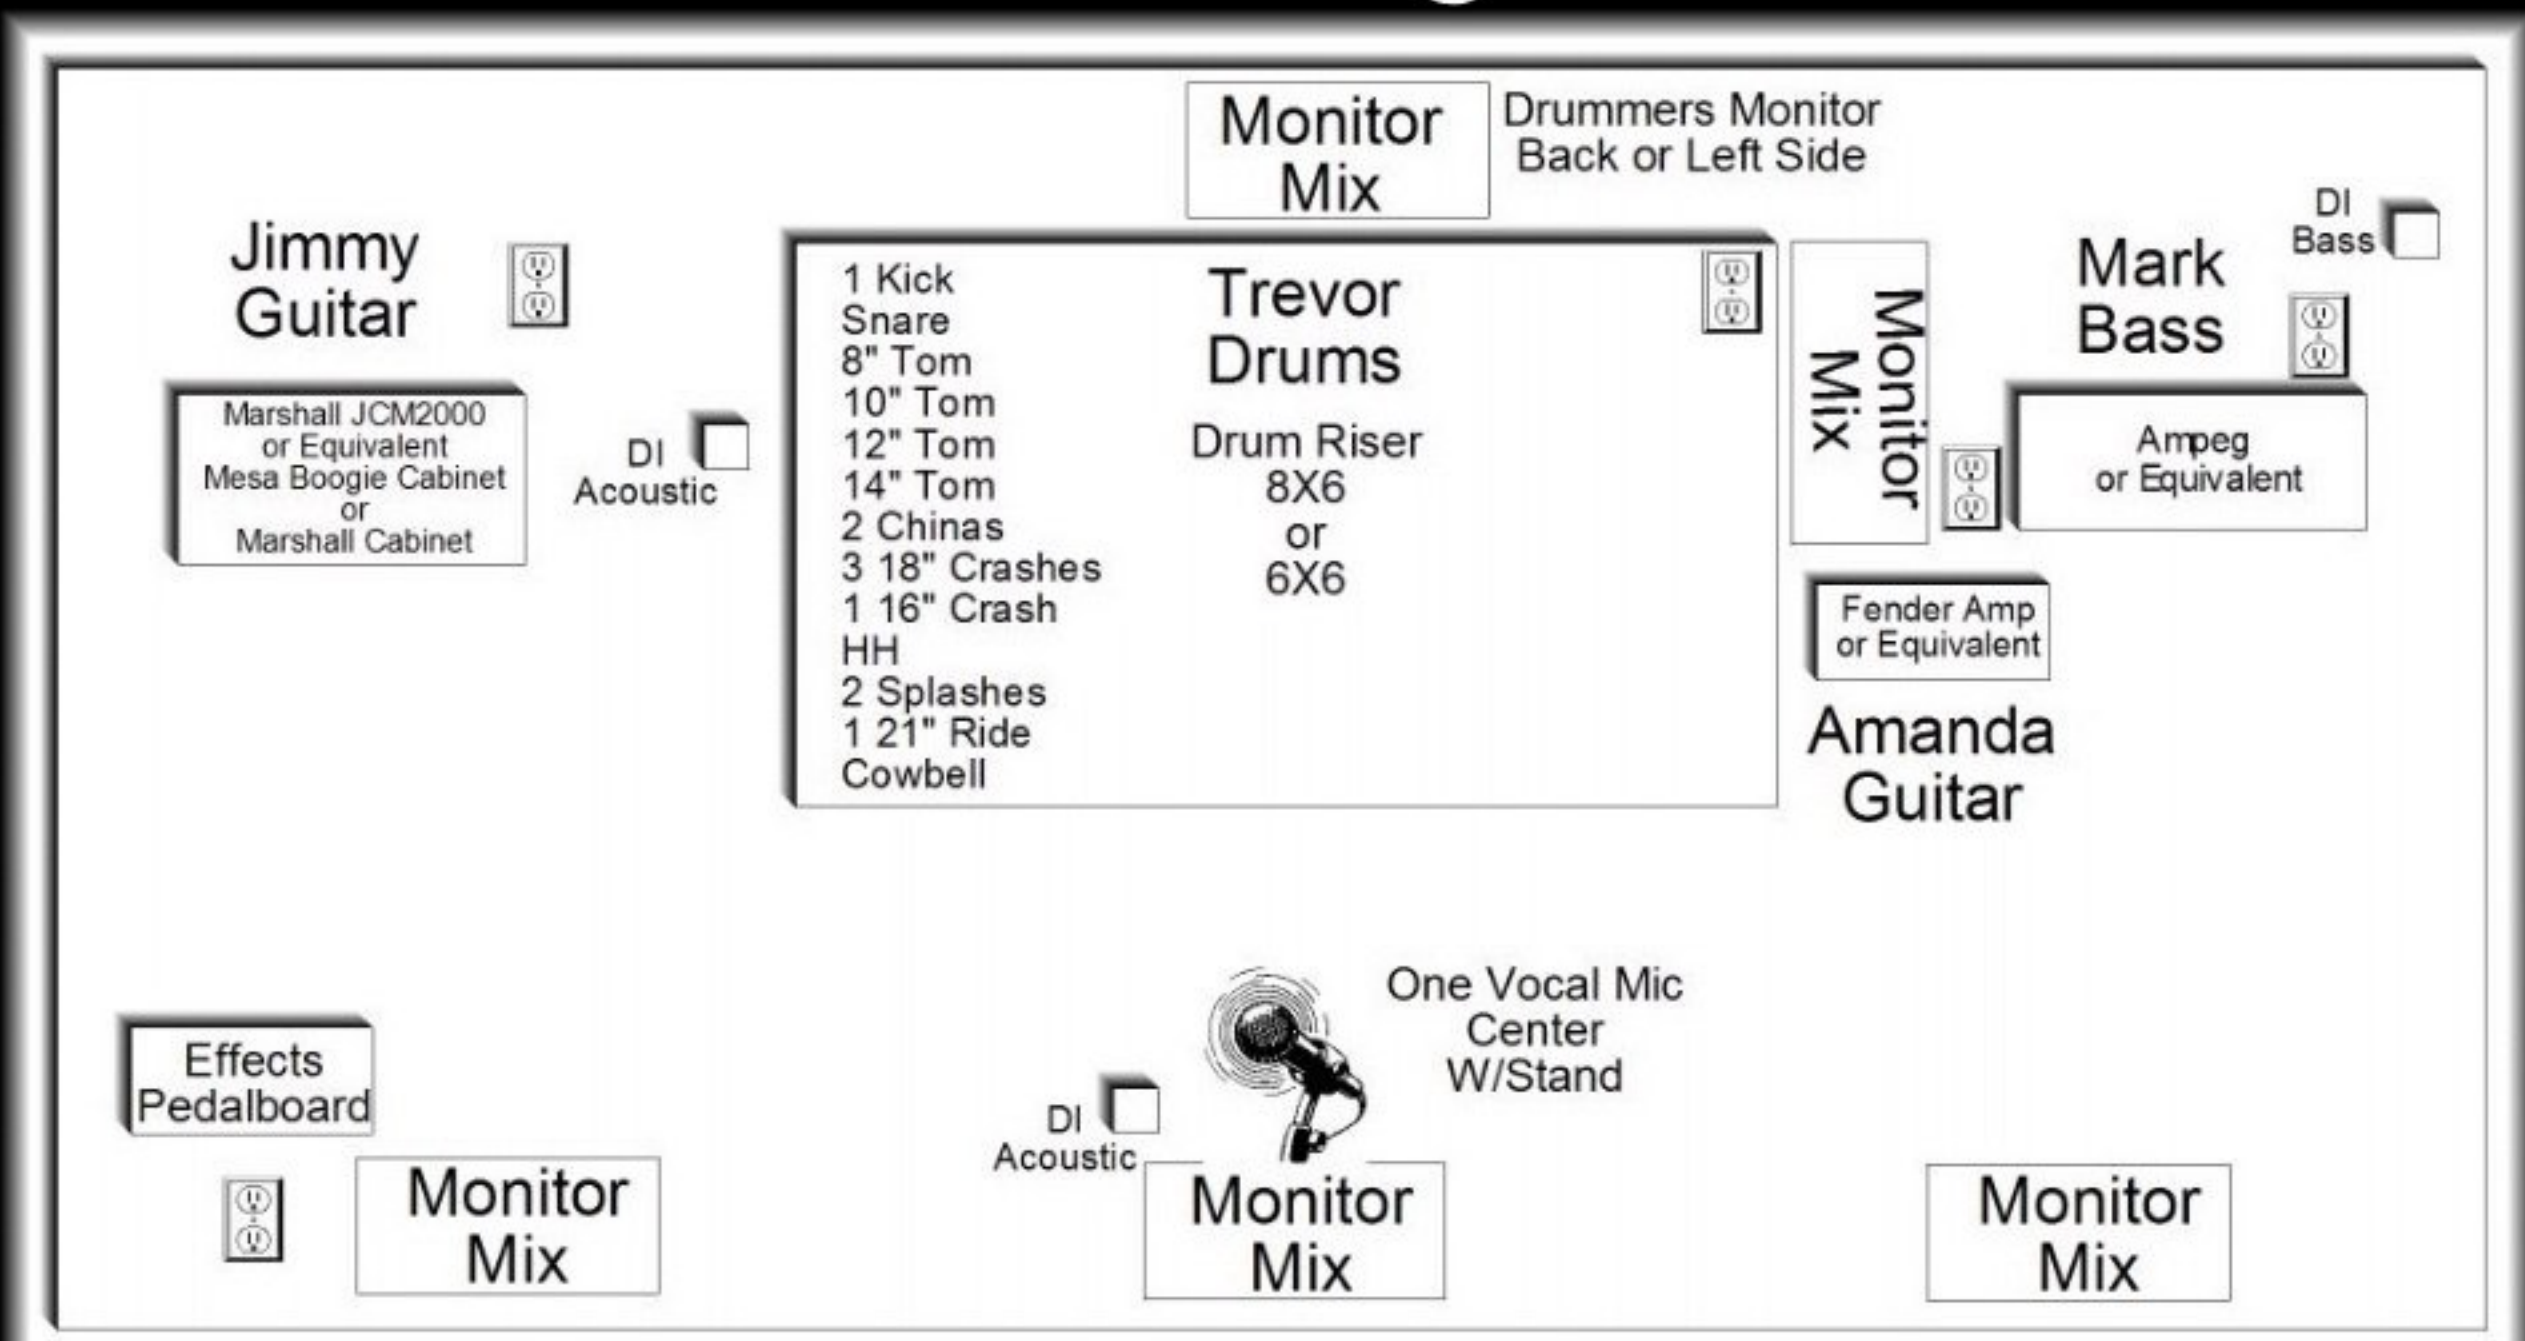 Monitor
Mix
Drummers Monitor
Back or Left Side
Jimmy
Guitar
Marshall JCM2000
or Equivalent
Mesa Boogie Cabinet
or
Marshall Cabinet
DI
Acoustic
1 Kick
Snare
8" Tom
10" Tom
12" Tom
14" Tom
2 Chinas
3 18" Crashes
1 16" Crash
HH
2 Splashes
1 21" Ride
Cowbell
Trevor
Drums
Drum Riser
8X6
or
6X6
Monitor
Mix
Mark
Bass
DI
Bass
Ampeg
or Equivalent
Fender Amp
or Equivalent
Amanda
Guitar
One Vocal Mic
Center
W/Stand
Effects
Pedalboard
Monitor
Mix
DI
Acoustic
Monitor
Mix
Monitor
Mix